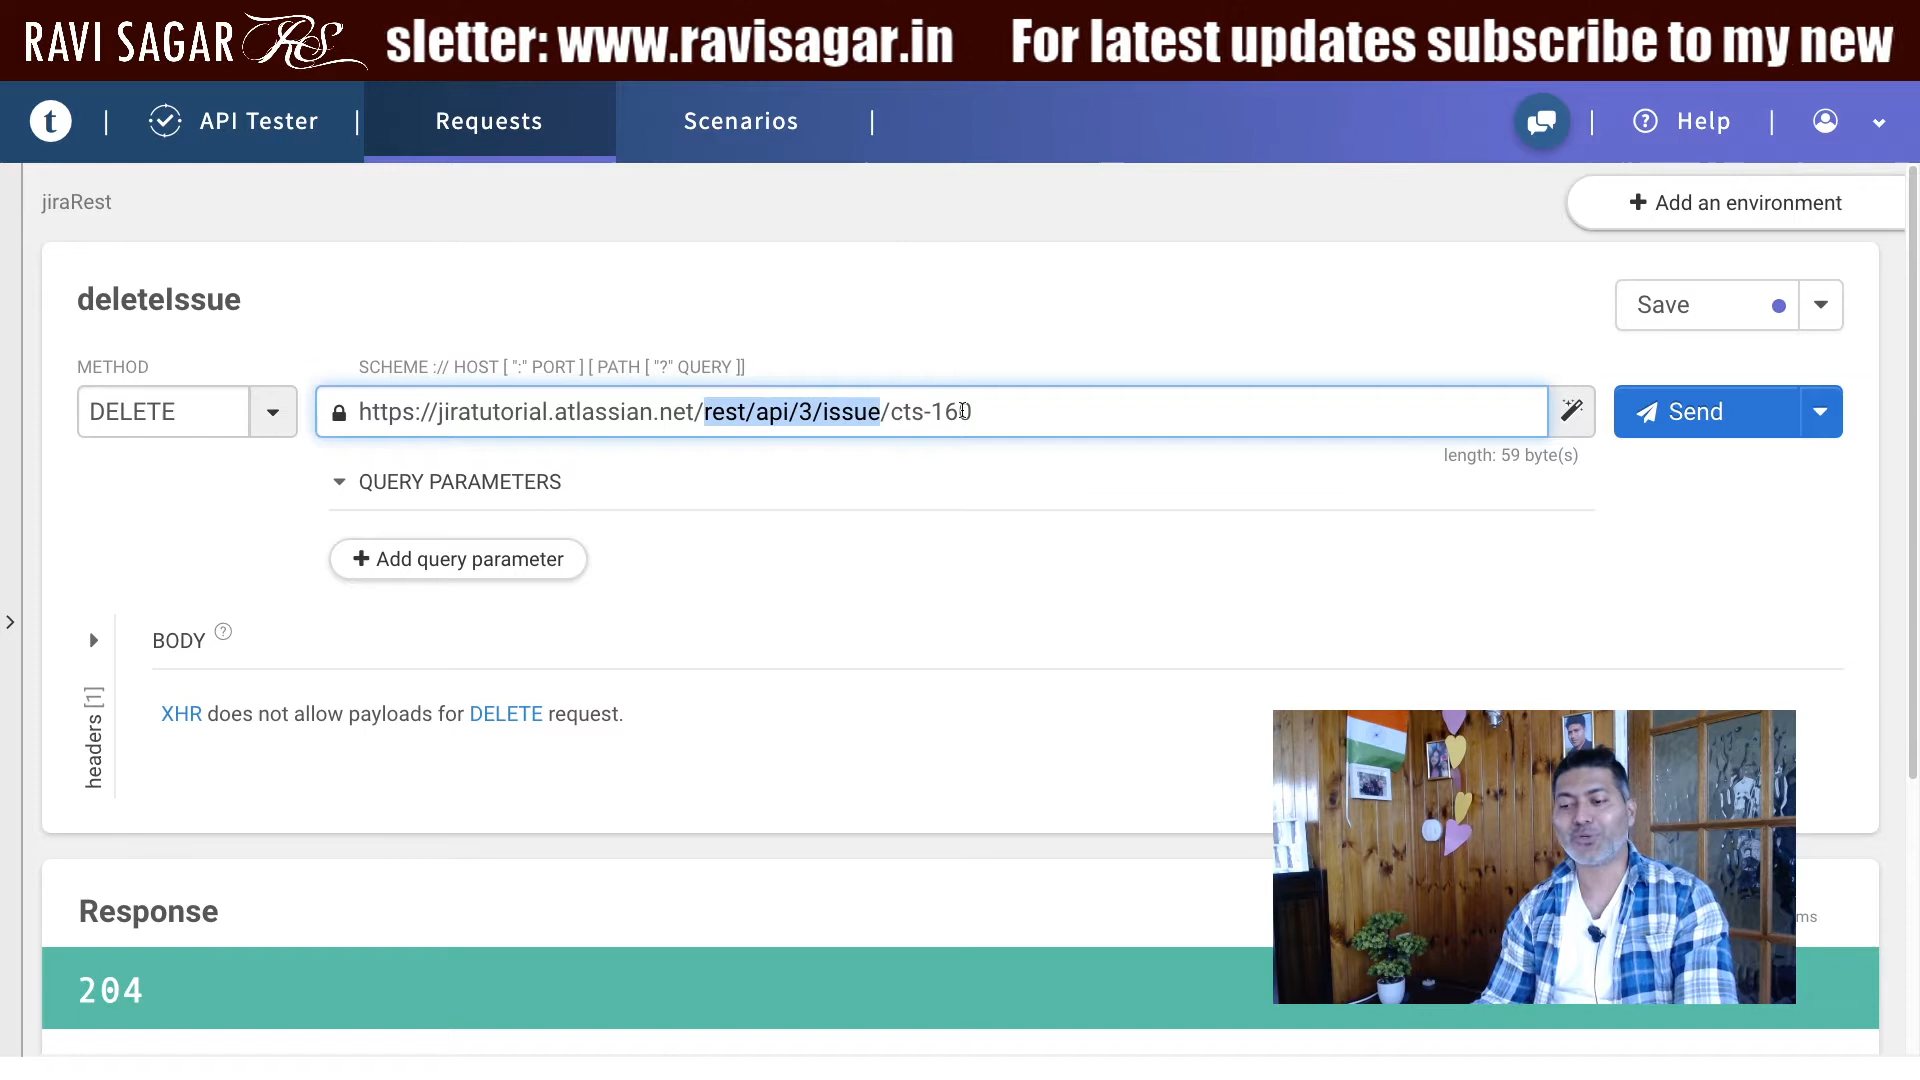 RAVI SAGAR RS sletter: www.ravisagar.in For latest updates subscribe to my new
t | API Tester | Requests Scenarios | | Help |
jiraRest
+ Add an environment
deleteIssue
Save
METHOD
SCHEME :// HOST [ ":" PORT ] [ PATH [ "?" QUERY ]]
DELETE
https://jiratutorial.atlassian.net/rest/api/3/issue/cts-160
Send
length: 59 byte(s)
QUERY PARAMETERS
+ Add query parameter
BODY ?
headers [1]
XHR does not allow payloads for DELETE request.
Response
ms
204